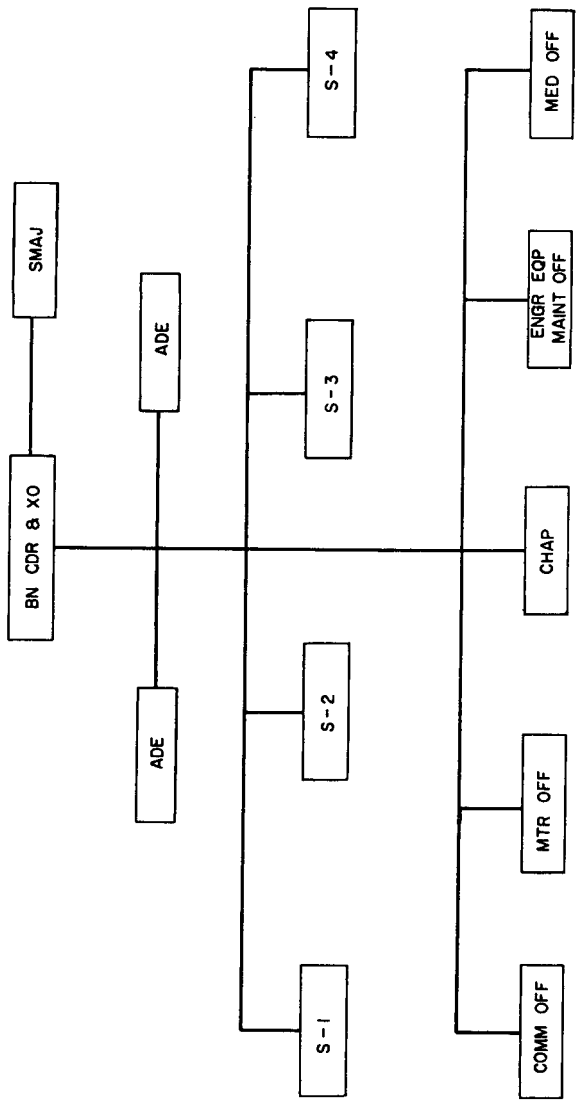 BN CDR & XO
SMAJ
ADE
ADE
S-1
S-2
S-3
S-4
COMM OFF
MTR OFF
CHAP
ENGR EQP
MAINT OFF
MED OFF